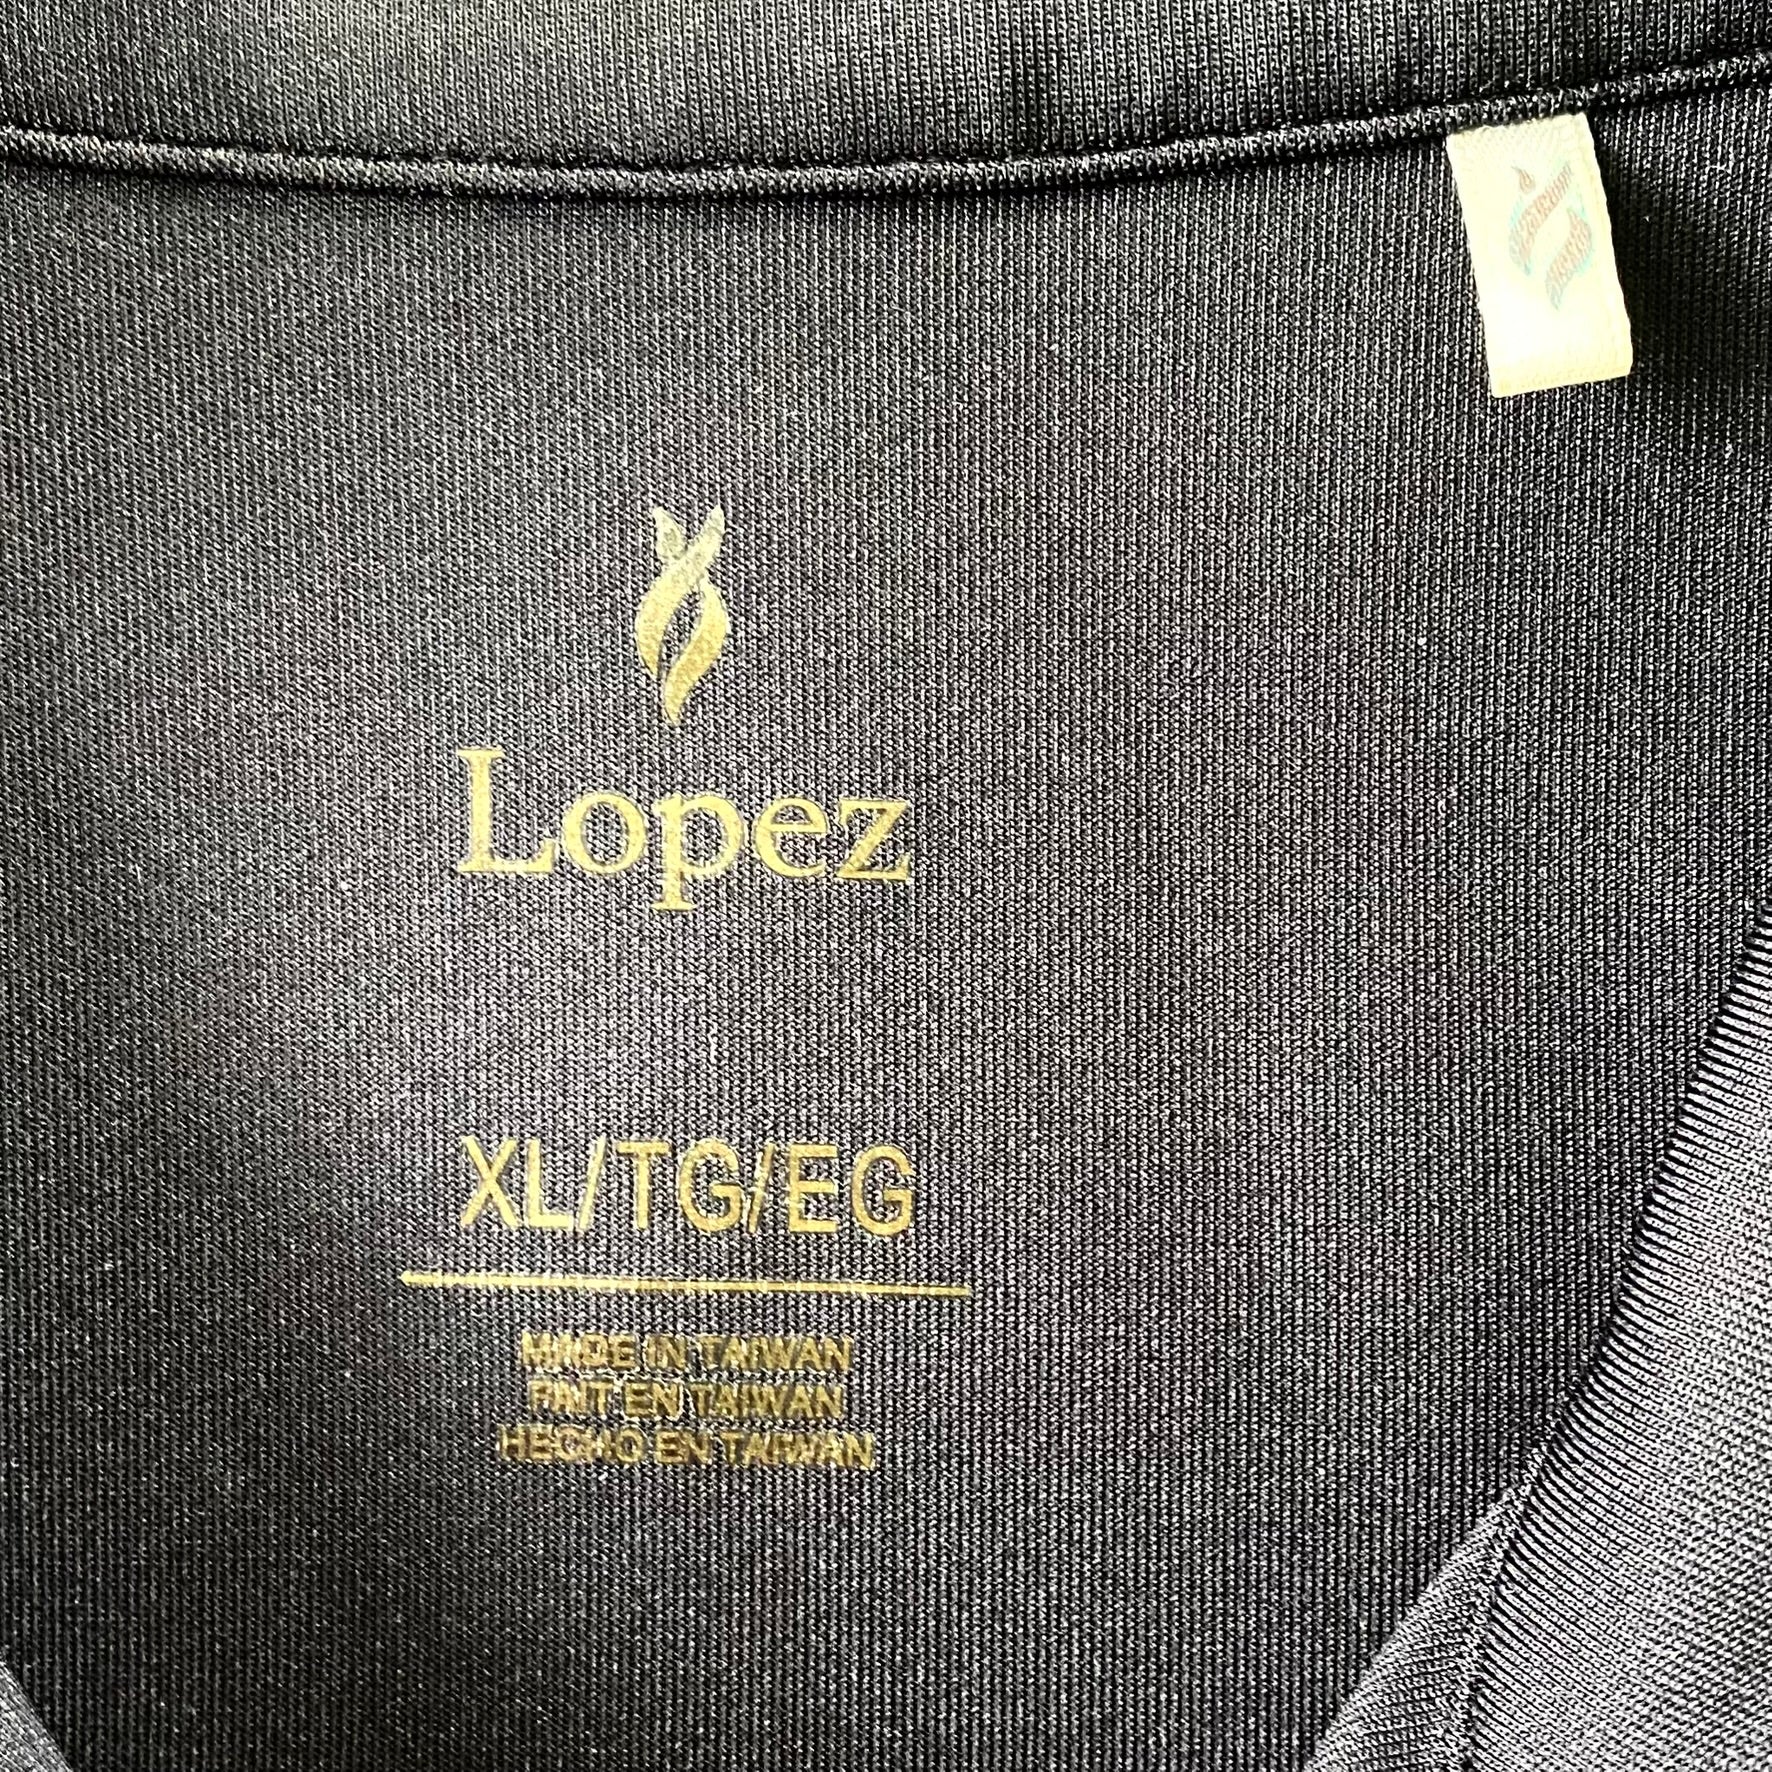 Lopez
XL/TG/EG
MADE IN TAIWAN
FAIT EN TAIWAN
HECHO EN TAIWAN